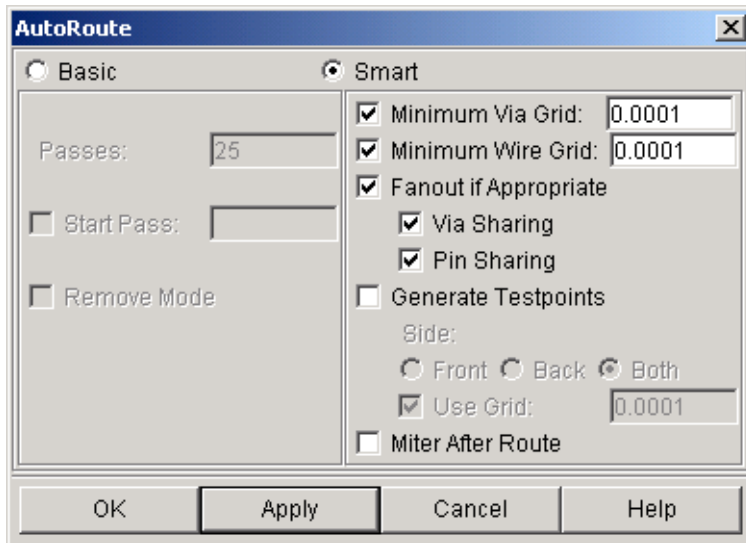 AutoRoute
Basic
Smart
Passes: 25
Start Pass:
Remove Mode
Minimum Via Grid: 0.0001
Minimum Wire Grid: 0.0001
Fanout if Appropriate
Via Sharing
Pin Sharing
Generate Testpoints
Side:
Front Back Both
Use Grid: 0.0001
Miter After Route
OK Apply Cancel Help